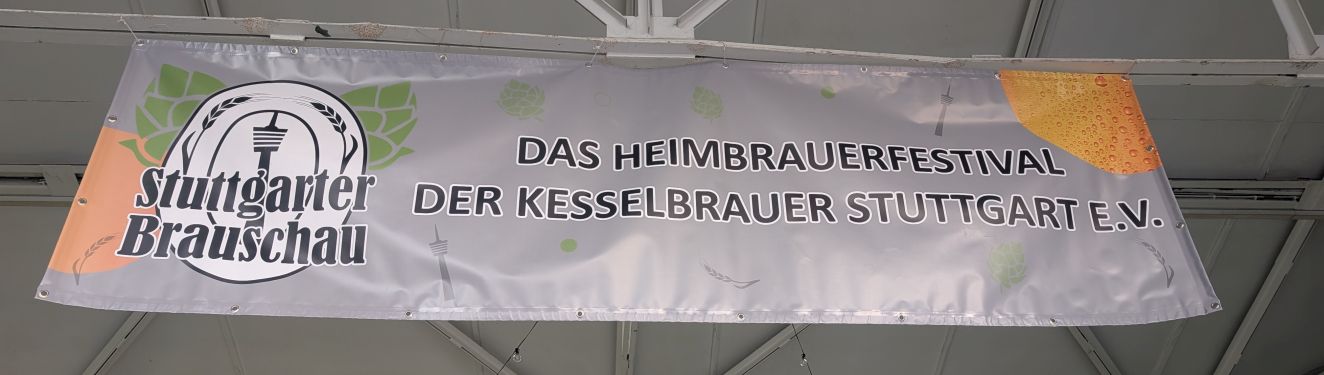 Stuttgarter
Brauschau
DAS HEIMBRAUERFESTIVAL
DER KESSELBRAUER STUTTGART E.V.